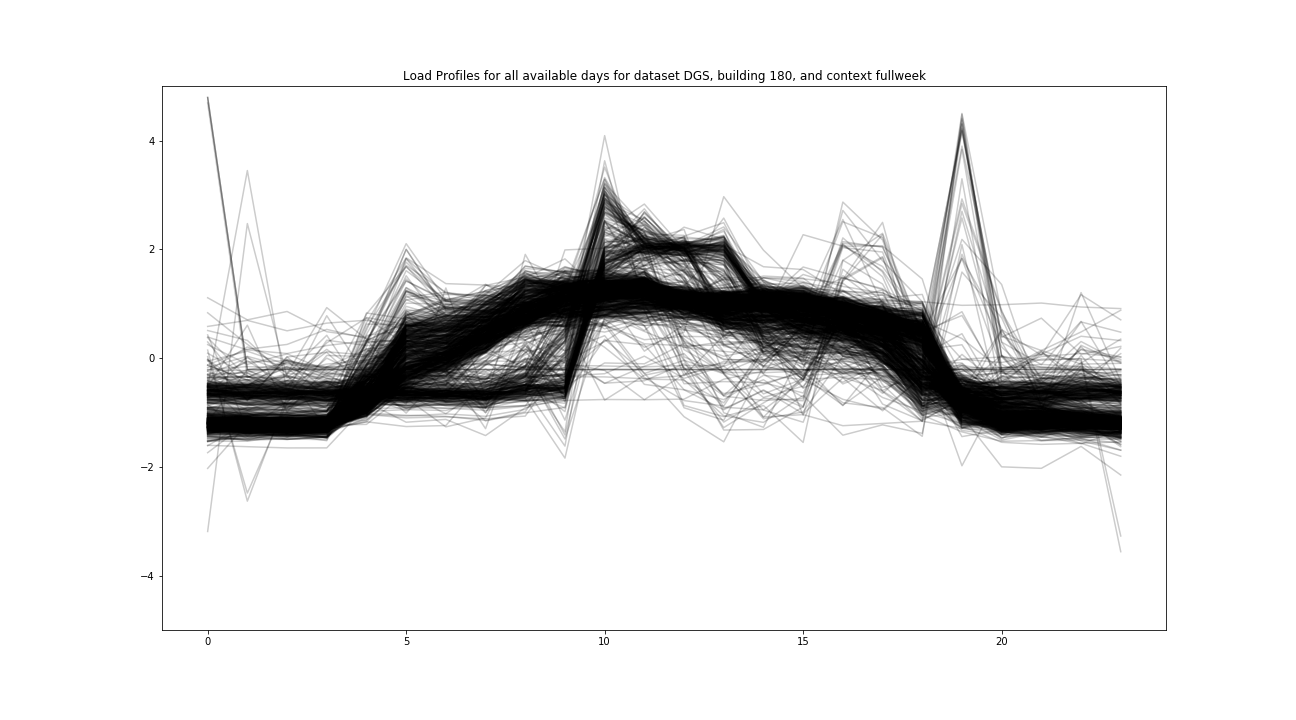 Load Profiles for all available days for dataset DGS, building 180, and context fullweek
4
2
0
−2
−4
0 5 10 15 20